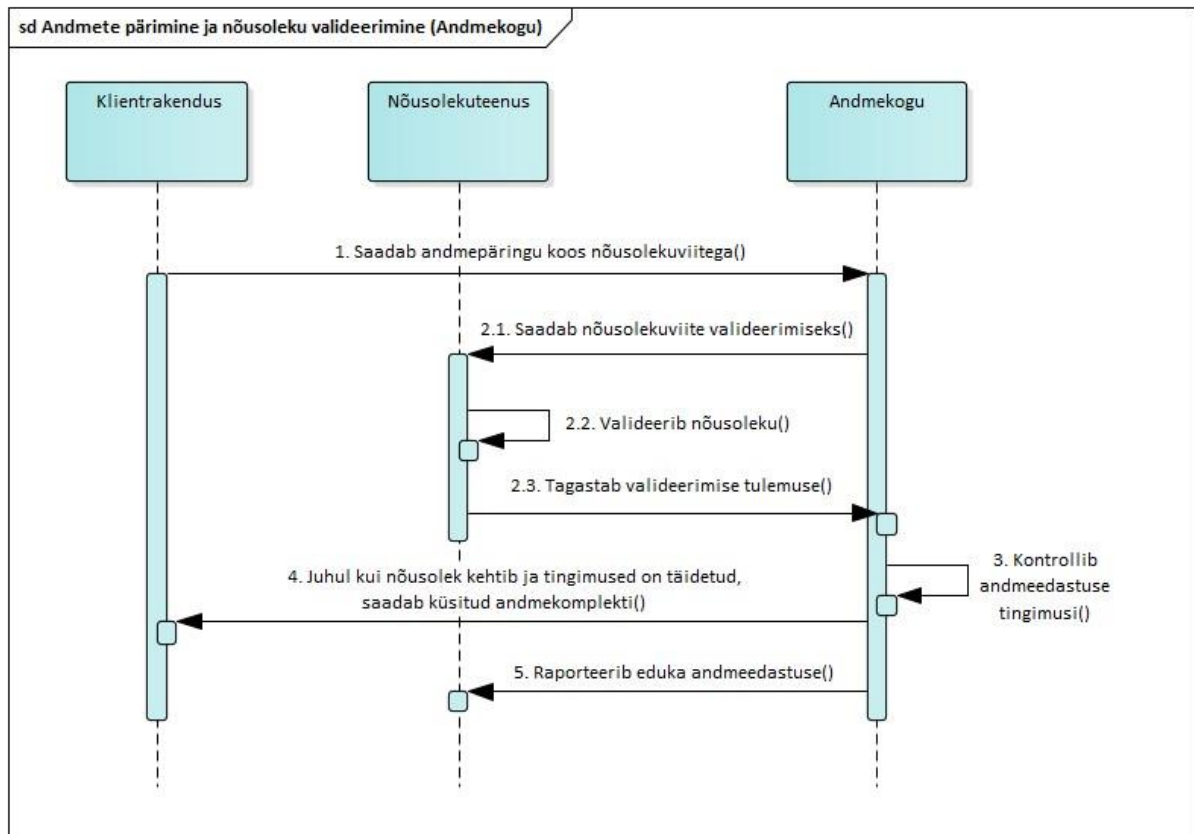 sd Andmete pärimine ja nõusoleku valideerimine (Andmekogu)
Klientrakendus
Nõusolekuteenus
Andmekogu
1. Saadab andmepäringu koos nõusolekuviitega()
2.1. Saadab nõusolekuviite valideerimiseks()
2.2. Valideerib nõusoleku()
2.3. Tagastab valideerimise tulemuse()
3. Kontrollib
andmeedastuse
tingimusi()
4. Juhul kui nõusolek kehtib ja tingimused on täidetud,
saadab küsitud andmekomplekti()
5. Raporteerib eduka andmeedastuse()